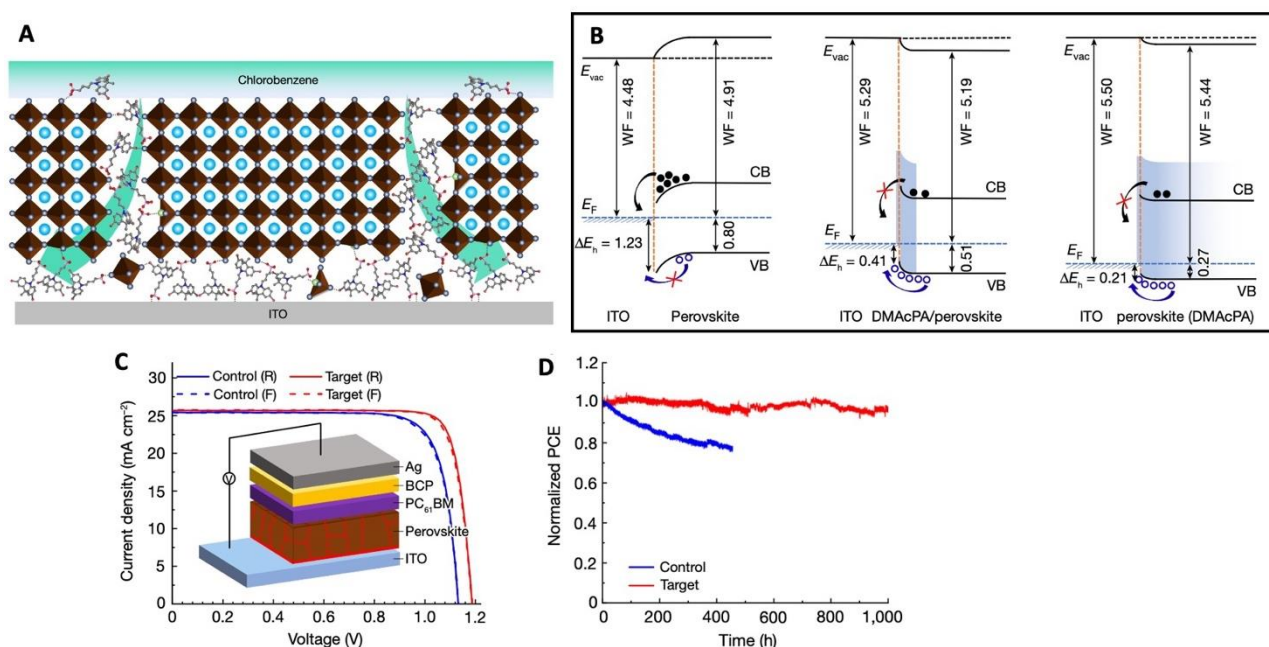 A
Chlorobenzene
ITO
B
Evac
WF = 4.48
WF = 4.91
CB
EF
ΔEh = 1.23
0.80
VB
ITO Perovskite
Evac
WF = 5.29
WF = 5.19
CB
EF
ΔEh = 0.41
0.51
VB
ITO DMAcPA/perovskite
Evac
WF = 5.50
WF = 5.44
CB
EF
ΔEh = 0.21
0.27
VB
ITO perovskite (DMAcPA)
C
Control (R) Target (R)
Control (F) Target (F)
Current density (mA cm⁻²)
30
25
20
15
10
5
0
V
Ag
BCP
PC₆₁BM
Perovskite
ITO
0 0.2 0.4 0.6 0.8 1.0 1.2
Voltage (V)
D
Normalized PCE
1.2
1.0
0.8
0.6
0.4
0.2
0
Control
Target
0 200 400 600 800 1,000
Time (h)